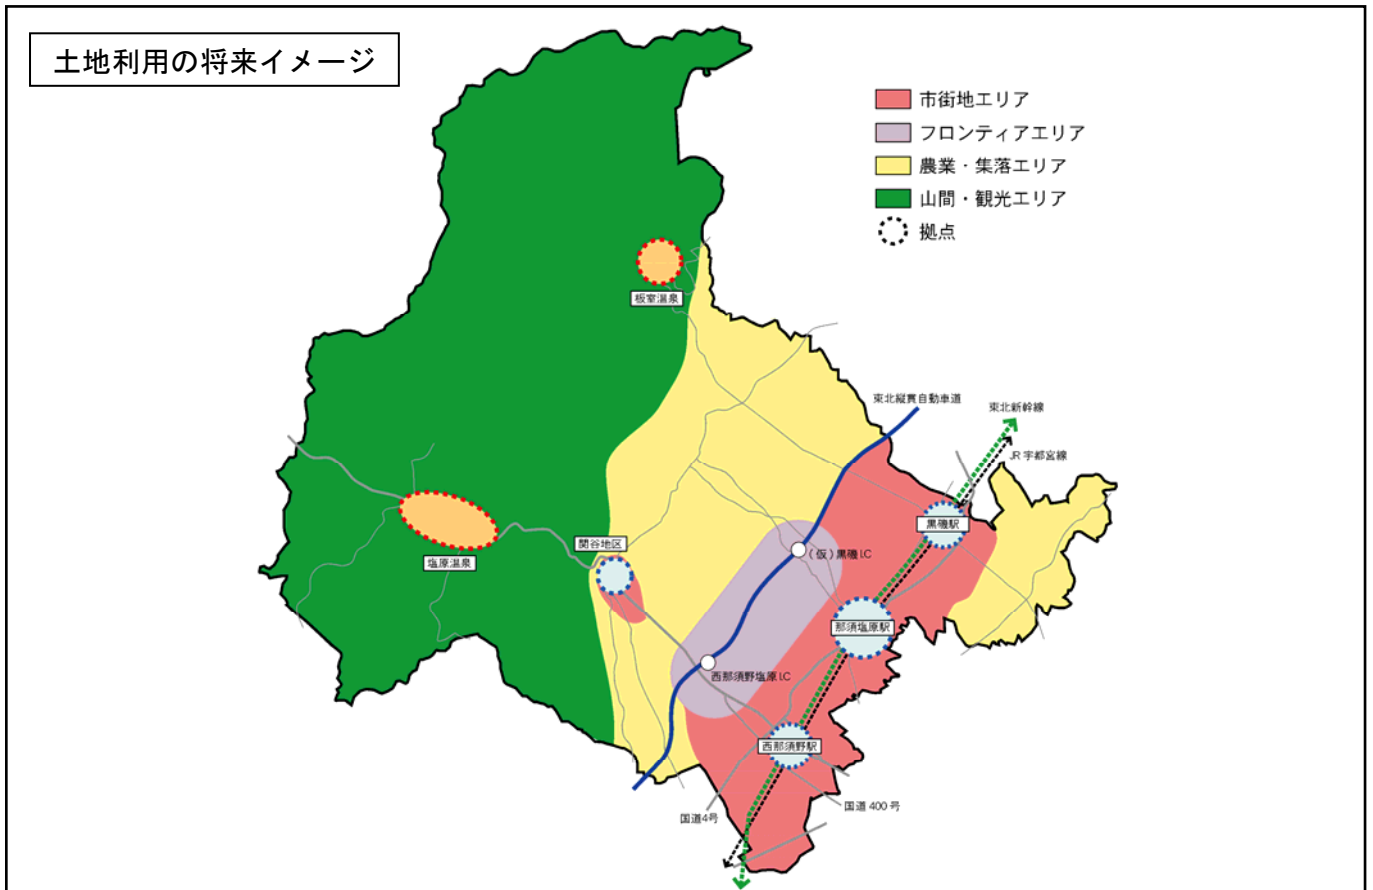 土地利用の将来イメージ
市街地エリア
フロンティアエリア
農業・集落エリア
山間・観光エリア
拠点
板室温泉
東北縦貫自動車道
東北新幹線
JR宇都宮線
黒磯駅
関谷地区
(仮)黒磯I.C
塩原温泉
那須塩原駅
西那須野塩原I.C
西那須野駅
国道400号
国道4号